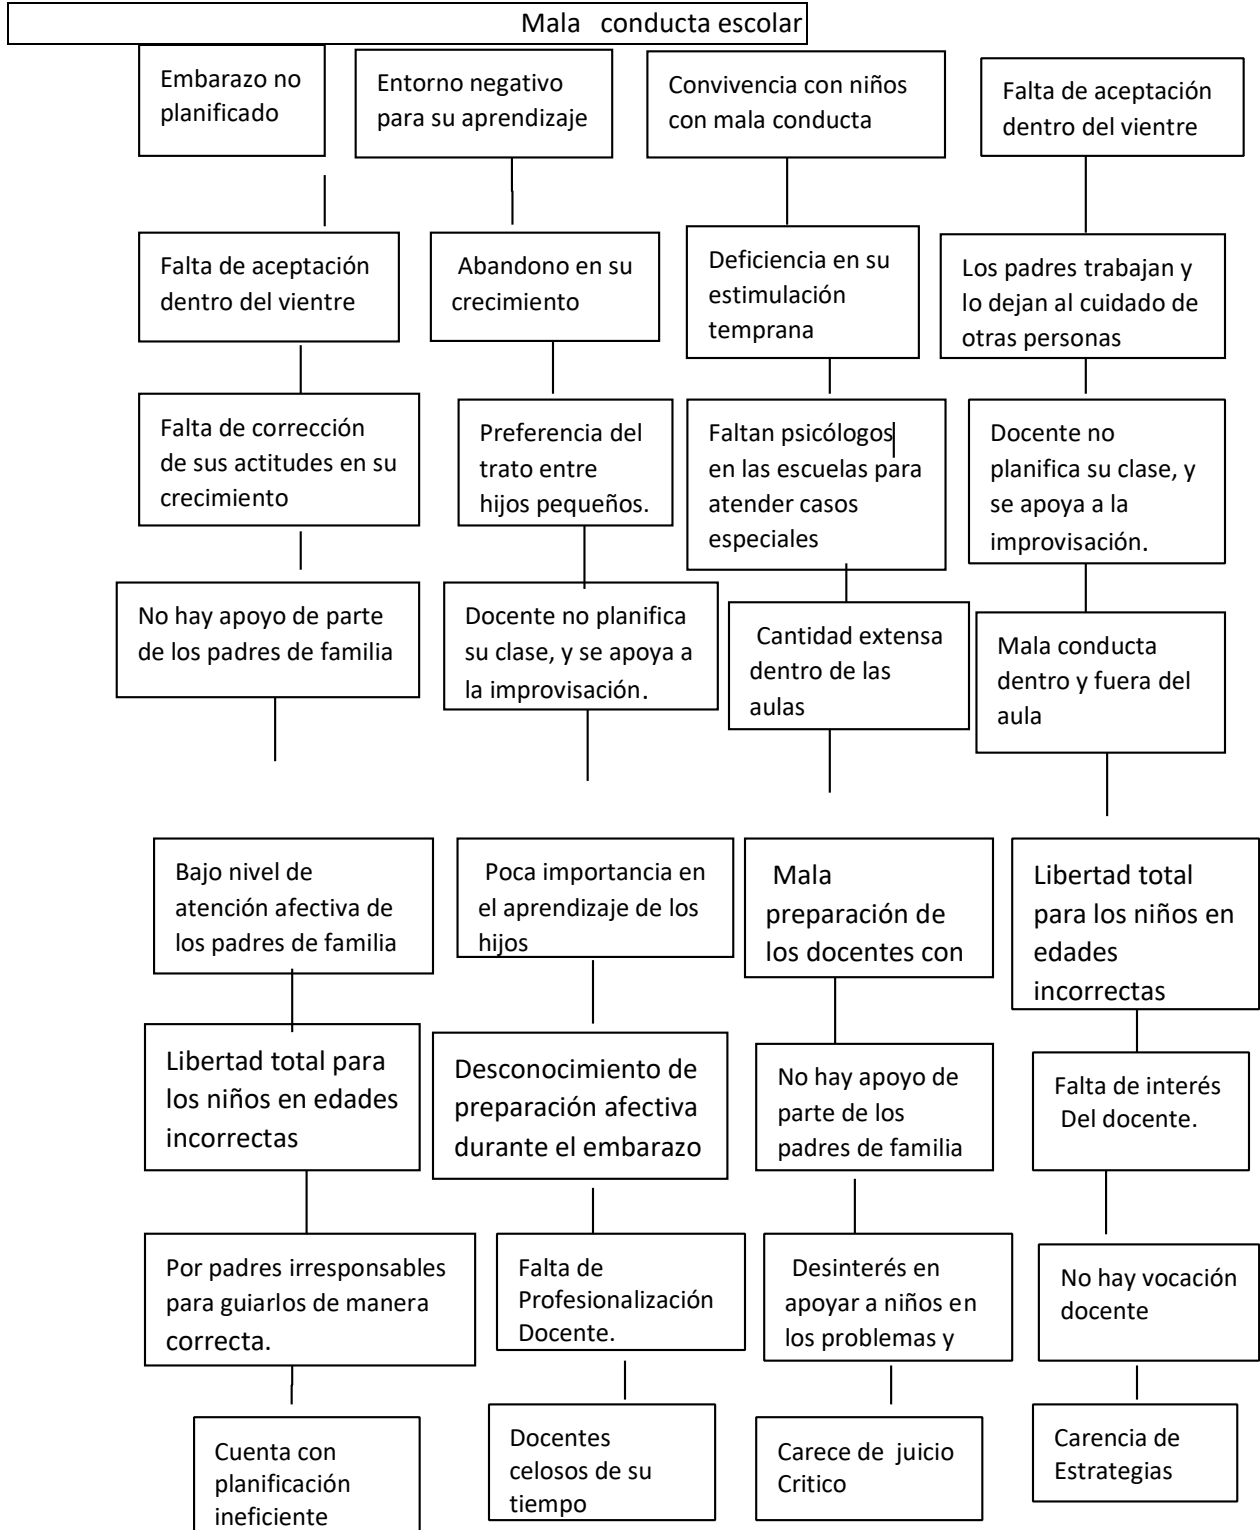 Mala conducta escolar
Embarazo no
planificado
Entorno negativo
para su aprendizaje
Convivencia con niños
con mala conducta
Falta de aceptación
dentro del vientre
Falta de aceptación
dentro del vientre
Abandono en su
crecimiento
Deficiencia en su
estimulación
temprana
Los padres trabajan y
lo dejan al cuidado de
otras personas
Falta de corrección
de sus actitudes en su
crecimiento
Preferencia del
trato entre
hijos pequeños.
Faltan psicólogos
en las escuelas para
atender casos
especiales
Docente no
planifica su clase, y
se apoya a la
improvisación.
No hay apoyo de parte
de los padres de familia
Docente no planifica
su clase, y se apoya a
la improvisación.
Cantidad extensa
dentro de las
aulas
Mala conducta
dentro y fuera del
aula
Bajo nivel de
atención afectiva de
los padres de familia
Poca importancia en
el aprendizaje de los
hijos
Mala
preparación de
los docentes con
Libertad total
para los niños en
edades
incorrectas
Libertad total para
los niños en edades
incorrectas
Desconocimiento de
preparación afectiva
durante el embarazo
No hay apoyo de
parte de los
padres de familia
Falta de interés
Del docente.
Por padres irresponsables
para guiarlos de manera
correcta.
Falta de
Profesionalización
Docente.
Desinterés en
apoyar a niños en
los problemas y
No hay vocación
docente
Cuenta con
planificación
ineficiente
Docentes
celosos de su
tiempo
Carece de juicio
Critico
Carencia de
Estrategias